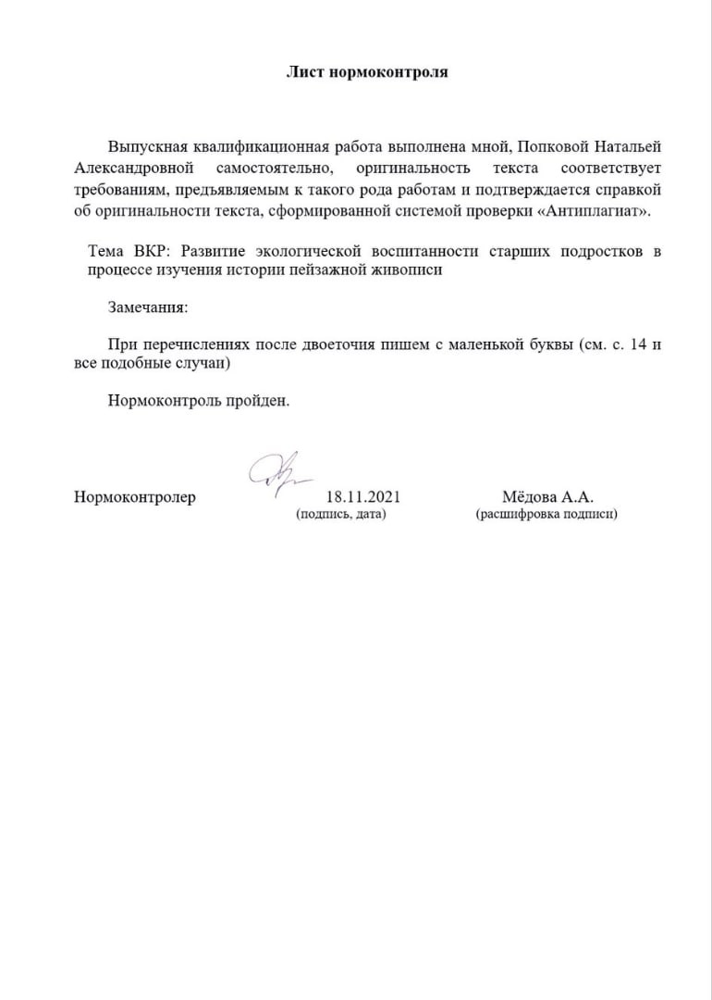 Лист нормоконтроля
Выпускная квалификационная работа выполнена мной, Попковой Натальей
Александровной самостоятельно, оригинальность текста соответствует
требованиям, предъявляемым к такого рода работам и подтверждается справкой
об оригинальности текста, сформированной системой проверки «Антиплагиат».
Тема ВКР: Развитие экологической воспитанности старших подростков в
процессе изучения истории пейзажной живописи
Замечания:
При перечислениях после двоеточия пишем с маленькой буквы (см. с. 14 и
все подобные случаи)
Нормоконтроль пройден.
Нормоконтролер 18.11.2021 Мёдова А.А.
(подпись, дата) (расшифровка подписи)